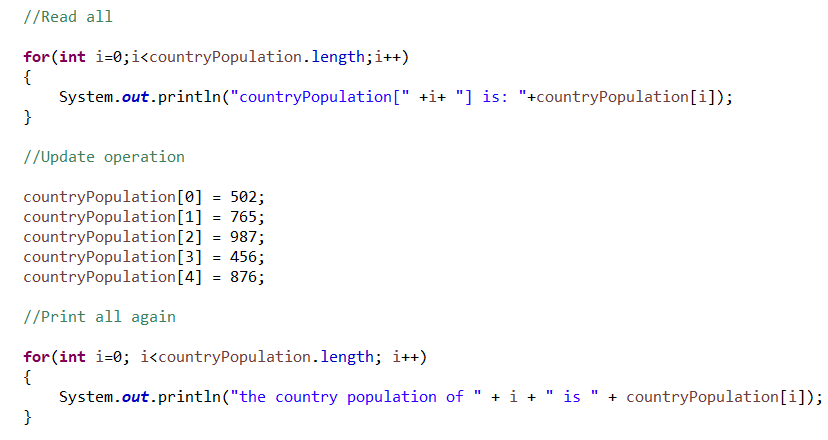 //Read all
for(int i=0;i<countryPopulation.length;i++)
{
System.out.println("countryPopulation[" +i+ "] is: "+countryPopulation[i]);
}
//Update operation
countryPopulation[0] = 502;
countryPopulation[1] = 765;
countryPopulation[2] = 987;
countryPopulation[3] = 456;
countryPopulation[4] = 876;
//Print all again
for(int i=0; i<countryPopulation.length; i++)
{
System.out.println("the country population of " + i + " is " + countryPopulation[i]);
}